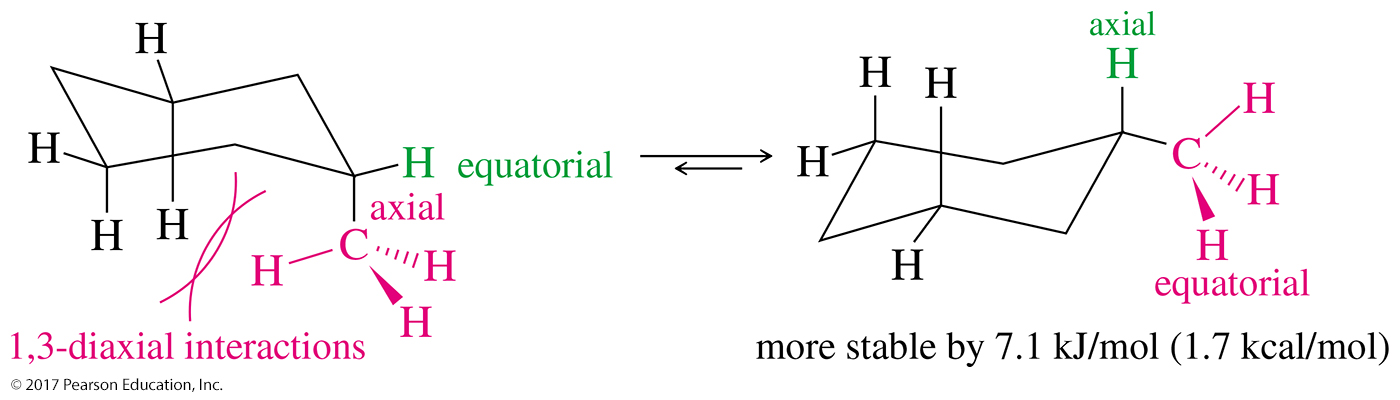 H
H
H
H
H equatorial
axial
C
H
H
H
1,3-diaxial interactions
axial
H
H
H
H
H
H
C
H
H
equatorial
more stable by 7.1 kJ/mol (1.7 kcal/mol)
© 2017 Pearson Education, Inc.